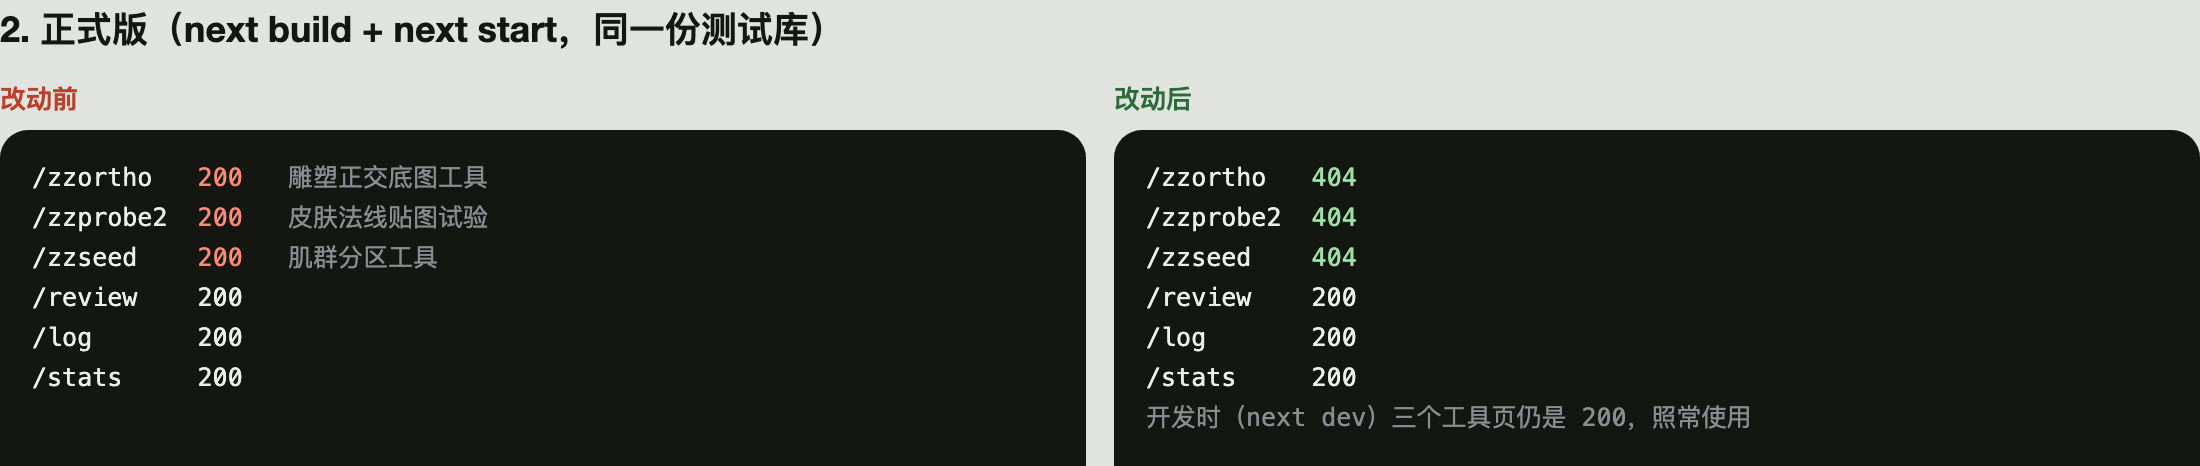 2. 正式版（next build + next start，同一份测试库）
改动前
/zzortho 200 雕塑正交底图工具
/zzprobe2 200 皮肤法线贴图试验
/zzseed 200 肌群分区工具
/review 200
/log 200
/stats 200
改动后
/zzortho 404
/zzprobe2 404
/zzseed 404
/review 200
/log 200
/stats 200
开发时（next dev）三个工具页仍是 200，照常使用